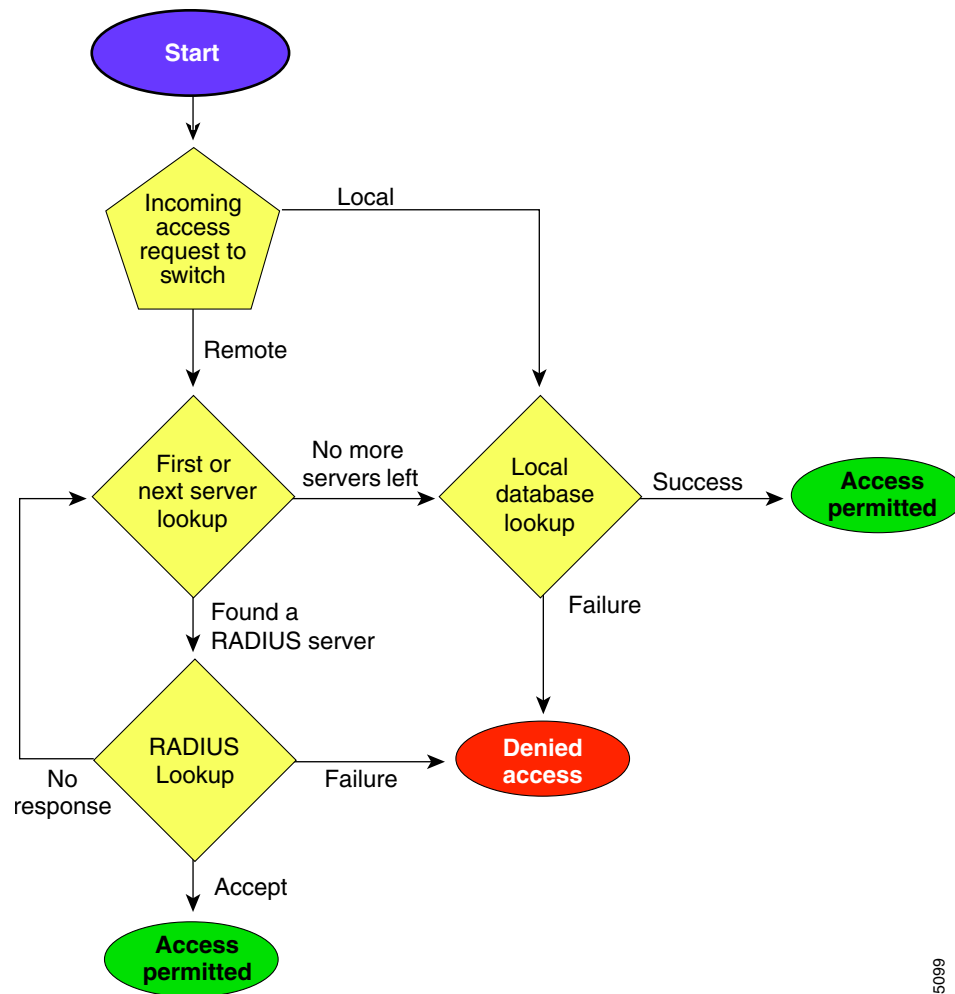 Start
Incoming
access
request to
switch
Local
Remote
First or
next server
lookup
No more
servers left
Local
database
lookup
Success
Access
permitted
Found a
RADIUS server
Failure
RADIUS
Lookup
No
response
Failure
Denied
access
Accept
Access
permitted
5099